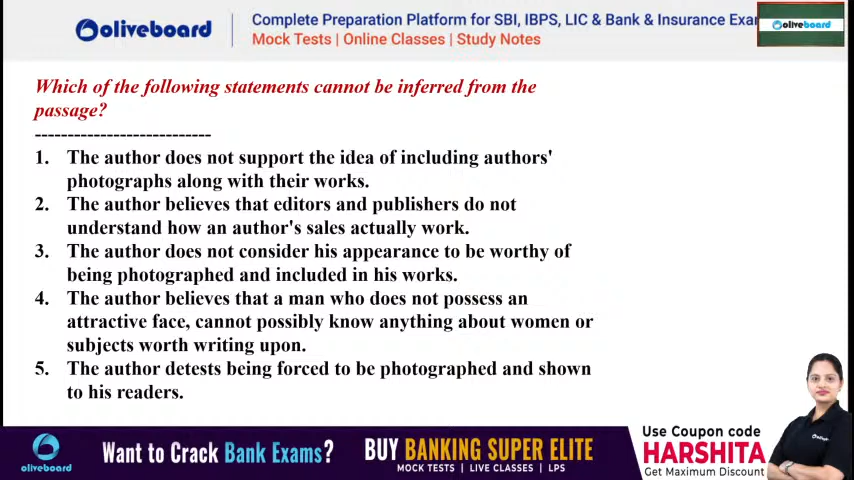 oliveboard
Complete Preparation Platform for SBI, IBPS, LIC & Bank & Insurance Exa
Mock Tests | Online Classes | Study Notes
oliveboard
Which of the following statements cannot be inferred from the
passage?
---------------------------
1. The author does not support the idea of including authors'
photographs along with their works.
2. The author believes that editors and publishers do not
understand how an author's sales actually work.
3. The author does not consider his appearance to be worthy of
being photographed and included in his works.
4. The author believes that a man who does not possess an
attractive face, cannot possibly know anything about women or
subjects worth writing upon.
5. The author detests being forced to be photographed and shown
to his readers.
oliveboard
Want to Crack Bank Exams?
BUY BANKING SUPER ELITE
MOCK TESTS | LIVE CLASSES | LPS
Use Coupon code
HARSHITA
Get Maximum Discount